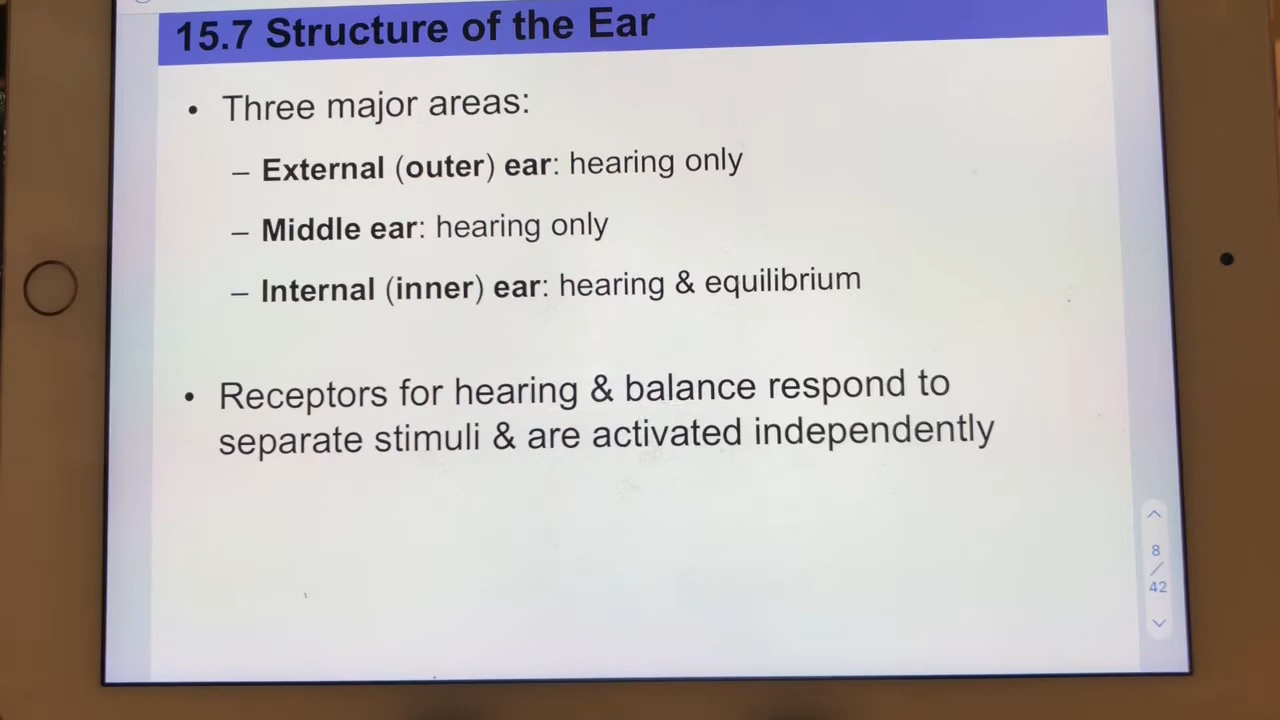 15.7 Structure of the Ear
• Three major areas:
– External (outer) ear: hearing only
– Middle ear: hearing only
– Internal (inner) ear: hearing & equilibrium
• Receptors for hearing & balance respond to
separate stimuli & are activated independently
8
/
42